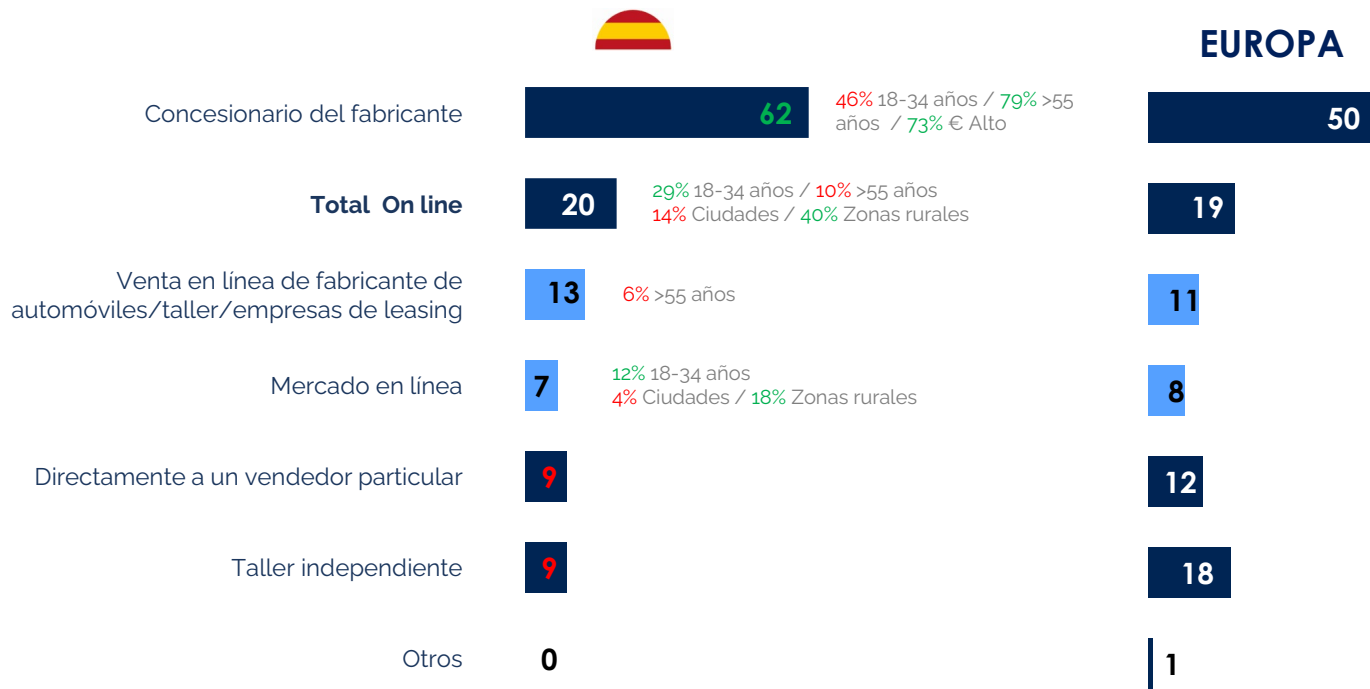 EUROPA
Concesionario del fabricante
62
46% 18-34 años / 79% >55
años / 73% € Alto
50
Total On line
20
29% 18-34 años / 10% >55 años
14% Ciudades / 40% Zonas rurales
19
Venta en línea de fabricante de
automóviles/taller/empresas de leasing
13
6% >55 años
11
Mercado en línea
7
12% 18-34 años
4% Ciudades / 18% Zonas rurales
8
Directamente a un vendedor particular
9
12
Taller independiente
9
18
Otros
0
1